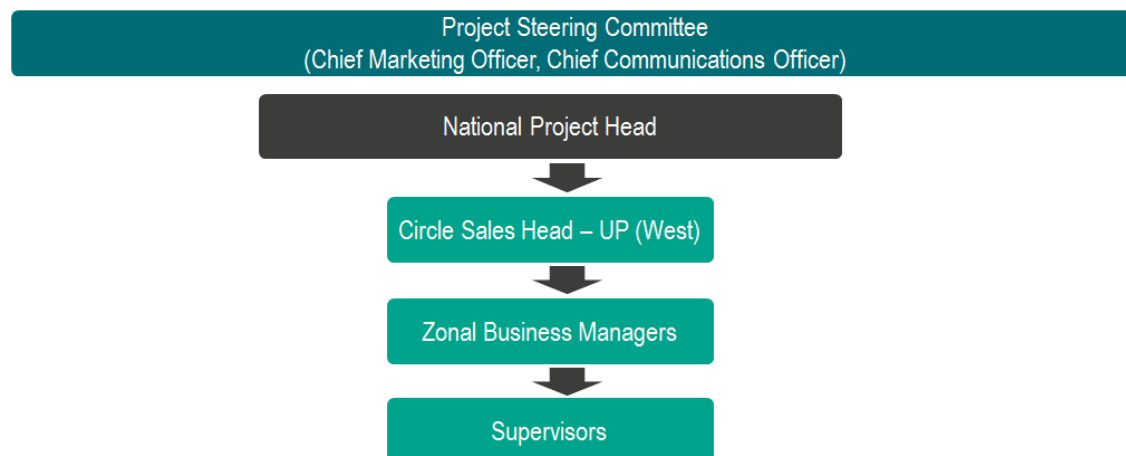 Project Steering Committee
(Chief Marketing Officer, Chief Communications Officer)
National Project Head
Circle Sales Head – UP (West)
Zonal Business Managers
Supervisors